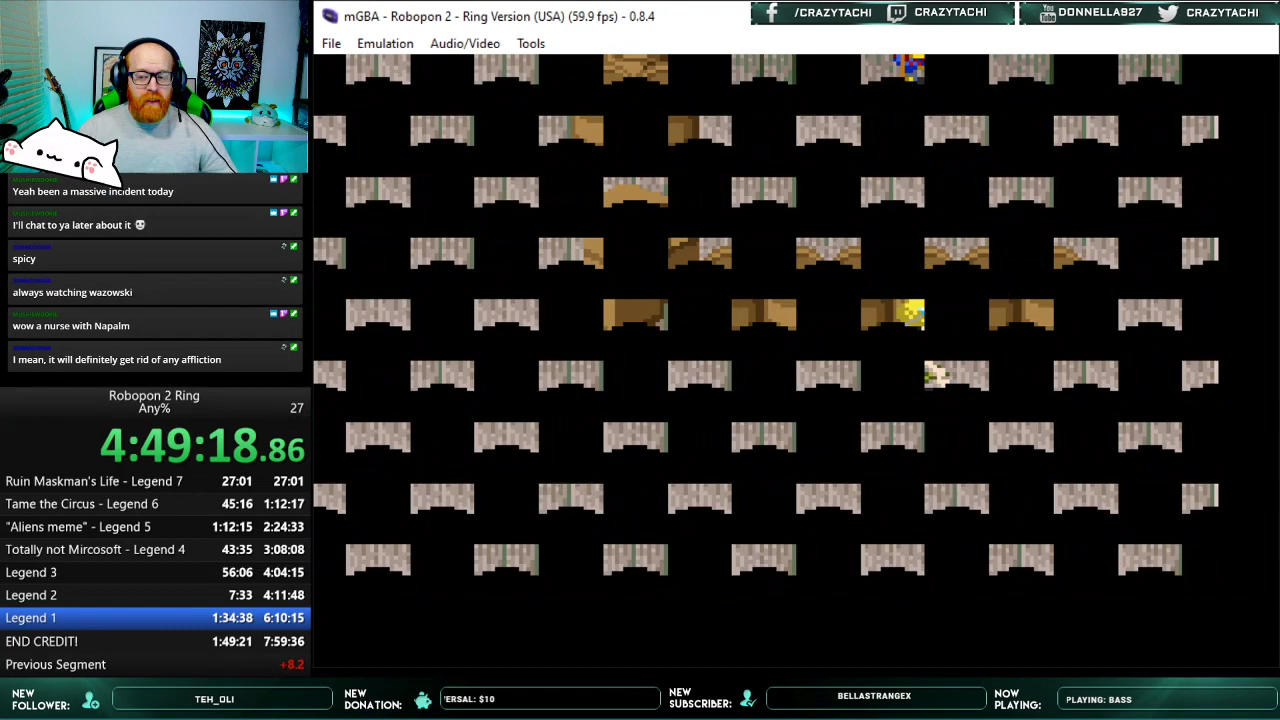 mGBA - Robopon 2 - Ring Version (USA) (59.9 fps) - 0.8.4
/CRAZYTACHI
CRAZYTACHI
You Tube
DONNELLAB27
CRAZYTACHI
File Emulation Audio/Video Tools
Yeah been a massive incident today
I'll chat to ya later about it
spicy
always watching wazowski
wow a nurse with Napalm
I mean, it will definitely get rid of any affliction
Robopon 2 Ring
Any% 27
4:49:18.86
Ruin Maskman's Life - Legend 7 27:01 27:01
Tame the Circus - Legend 6 45:16 1:12:17
"Aliens meme" - Legend 5 1:12:15 2:24:33
Totally not Mircosoft - Legend 4 43:35 3:08:08
Legend 3 56:06 4:04:15
Legend 2 7:33 4:11:48
Legend 1 1:34:38 6:10:15
END CREDIT! 1:49:21 7:59:36
Previous Segment +8.2
NEW FOLLOWER: TEH_OLI
NEW DONATION: ERSAL: $10
NEW SUBSCRIBER: BELLASTRANGEX
NOW PLAYING: PLAYING: BASS